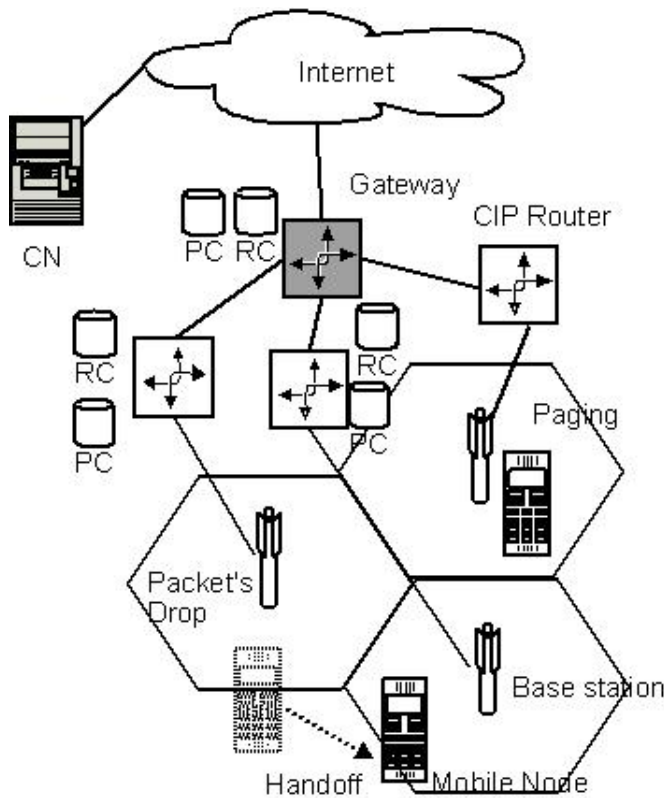 Internet
Gateway
PC RC
CIP Router
CN
RC
RC
PC
PC
Paging
Packet's
Drop
Base station
Handoff
Mobile Node